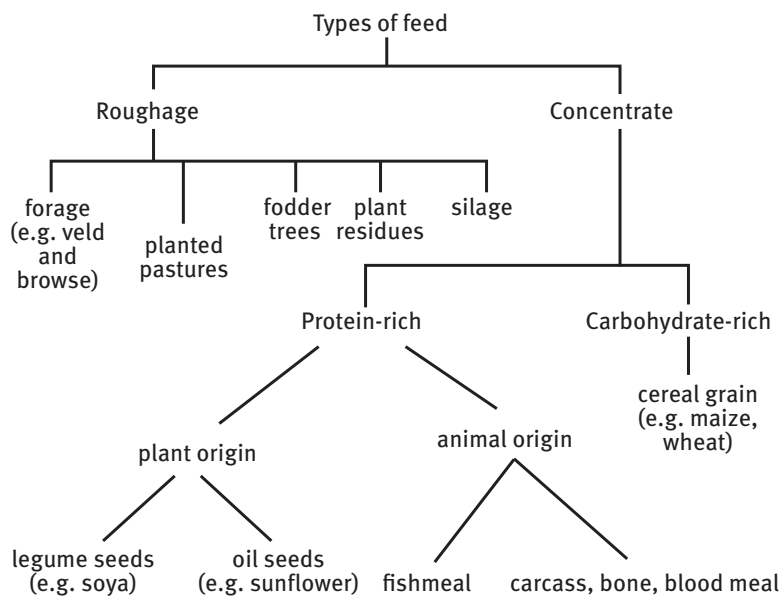 Types of feed
Roughage
Concentrate
forage
(e.g. veld
and
browse)
planted
pastures
fodder
trees
plant
residues
silage
Protein-rich
Carbohydrate-rich
cereal grain
(e.g. maize,
wheat)
plant origin
animal origin
legume seeds
(e.g. soya)
oil seeds
(e.g. sunflower)
fishmeal
carcass, bone, blood meal